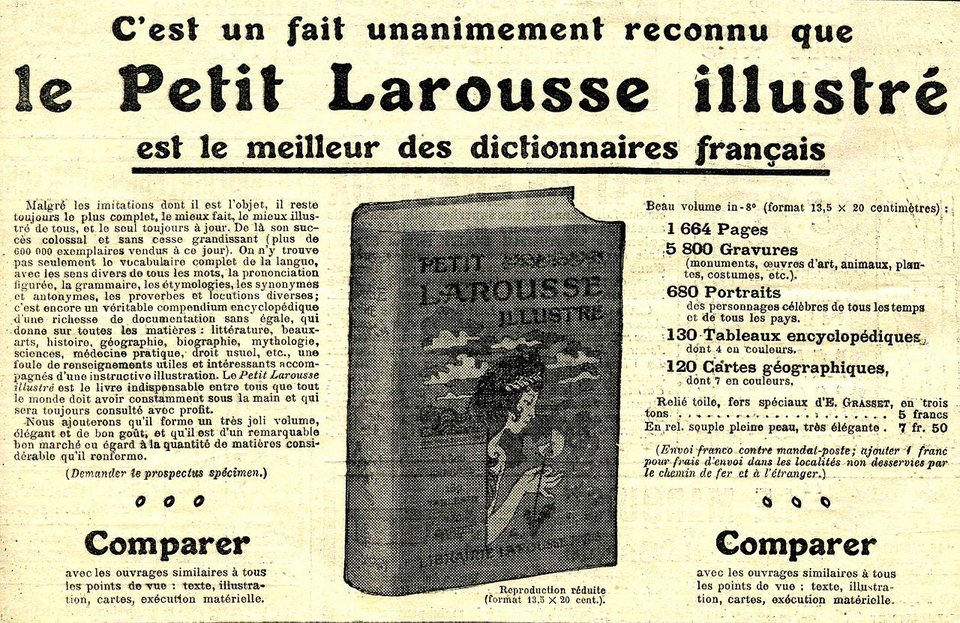 C'est un fait unanimement reconnu que
le Petit Larousse illustré
est le meilleur des dictionnaires français
Malgré les imitations dont il est l'objet, il reste
toujours le plus complet, le mieux fait, le mieux illus-
tré de tous, et le seul toujours à jour. De là son suc-
cès colossal et sans cesse grandissant (plus de
600 000 exemplaires vendus à ce jour). On n'y trouve
pas seulement le vocabulaire complet de la langue,
avec les sens divers de tous les mots, la prononciation
figurée, la grammaire, les étymologies, les synonymes
et antonymes, les proverbes et locutions diverses;
c'est encore un véritable compendium encyclopédique
d'une richesse de documentation sans égale, qui
donne sur toutes les matières : littérature, beaux-
arts, histoire, géographie, biographie, mythologie,
sciences, médecine pratique, droit usuel, etc., une
foule de renseignements utiles et intéressants accom-
pagnés d'une instructive illustration. Le Petit Larousse
illustré est le livre indispensable entre tous que tout
le monde doit avoir constamment sous la main et qui
sera toujours consulté avec profit.
Nous ajouterons qu'il forme un très joli volume,
élégant et de bon goût, et qu'il est d'un remarquable
bon marché eu égard à la quantité de matières consi-
dérable qu'il renferme.
(Demander le prospectus spécimen.)
Comparer
avec les ouvrages similaires à tous
les points de vue : texte, illustra-
tion, cartes, exécution matérielle.
PETIT
LAROUSSE
ILLUSTRÉ
LIBRAIRIE LAROUSSE PARIS
Reproduction réduite
(format 13,5 × 20 cent.).
Beau volume in-8º (format 13,5 × 20 centimètres) :
1 664 Pages
5 800 Gravures
(monuments, œuvres d'art, animaux, plan-
tes, costumes, etc.).
680 Portraits
des personnages célèbres de tous les temps
et de tous les pays.
130 Tableaux encyclopédiques
dont 4 en couleurs.
120 Cartes géographiques,
dont 7 en couleurs.
Relié toile, fers spéciaux d'E. GRASSET, en trois
tons . . . . . . . . . . . . . . . . . . . . . 5 francs
En rel. souple pleine peau, très élégante . 7 fr. 50
(Envoi franco contre mandat-poste; ajouter 1 franc
pour frais d'envoi dans les localités non desservies par
le chemin de fer et à l'étranger.)
Comparer
avec les ouvrages similaires à tous
les points de vue ; texte, illustra-
tion, cartes, exécution matérielle.